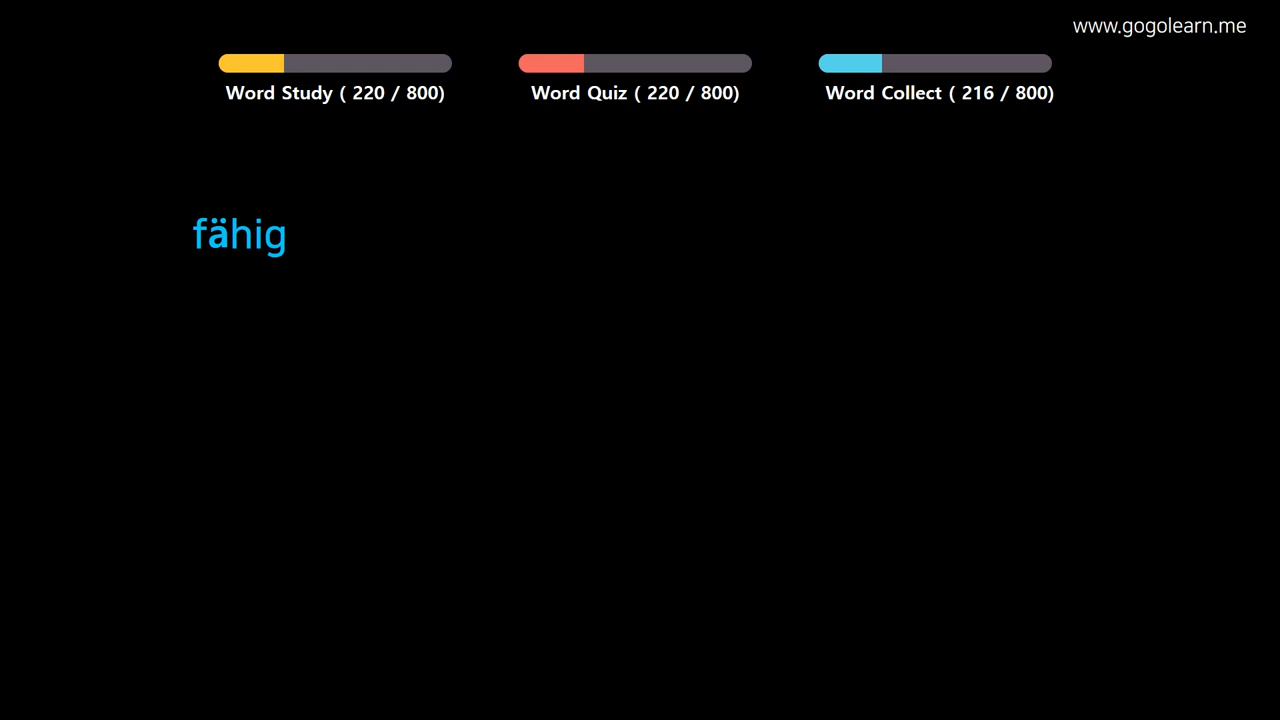 www.gogolearn.me
Word Study ( 220 / 800)
Word Quiz ( 220 / 800)
Word Collect ( 216 / 800)
fähig